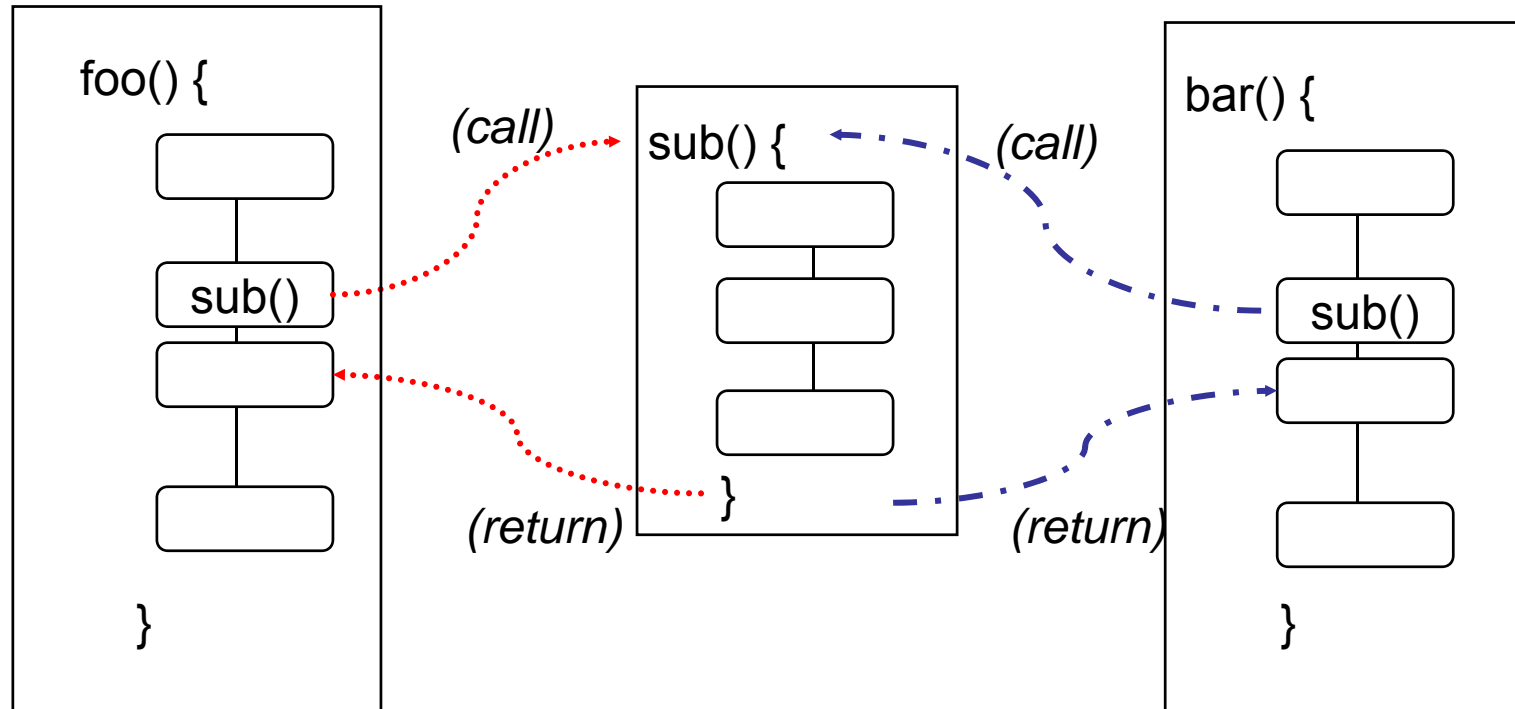 foo() {
sub()
}
(call)
(return)
sub() {
}
(call)
(return)
bar() {
sub()
}